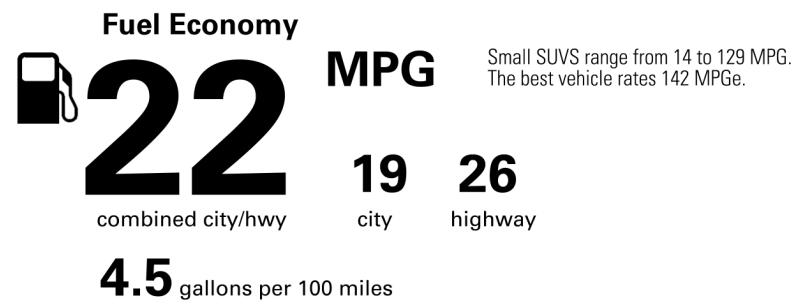 Fuel Economy
22
MPG
Small SUVS range from 14 to 129 MPG.
The best vehicle rates 142 MPGe.
19 26
combined city/hwy city highway
4.5 gallons per 100 miles